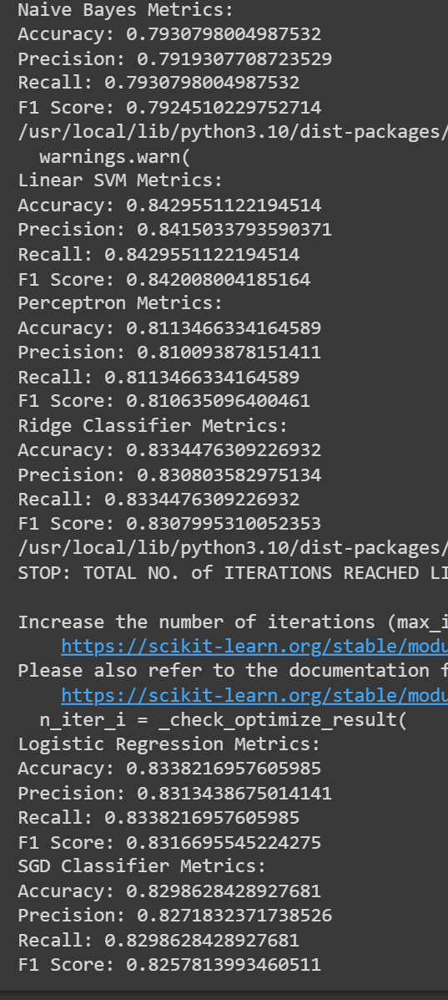 Naive Bayes Metrics:
Accuracy: 0.7930798004987532
Precision: 0.7919307708723529
Recall: 0.7930798004987532
F1 Score: 0.7924510229752714
/usr/local/lib/python3.10/dist-packages/
warnings.warn(
Linear SVM Metrics:
Accuracy: 0.8429551122194514
Precision: 0.8415033793590371
Recall: 0.8429551122194514
F1 Score: 0.842008004185164
Perceptron Metrics:
Accuracy: 0.8113466334164589
Precision: 0.810093878151411
Recall: 0.8113466334164589
F1 Score: 0.810635096400461
Ridge Classifier Metrics:
Accuracy: 0.8334476309226932
Precision: 0.830803582975134
Recall: 0.8334476309226932
F1 Score: 0.8307995310052353
/usr/local/lib/python3.10/dist-packages/
STOP: TOTAL NO. of ITERATIONS REACHED LI
Increase the number of iterations (max_i
https://scikit-learn.org/stable/modu
Please also refer to the documentation f
https://scikit-learn.org/stable/modu
n_iter_i = _check_optimize_result(
Logistic Regression Metrics:
Accuracy: 0.8338216957605985
Precision: 0.8313438675014141
Recall: 0.8338216957605985
F1 Score: 0.8316695545224275
SGD Classifier Metrics:
Accuracy: 0.8298628428927681
Precision: 0.8271832371738526
Recall: 0.8298628428927681
F1 Score: 0.8257813993460511